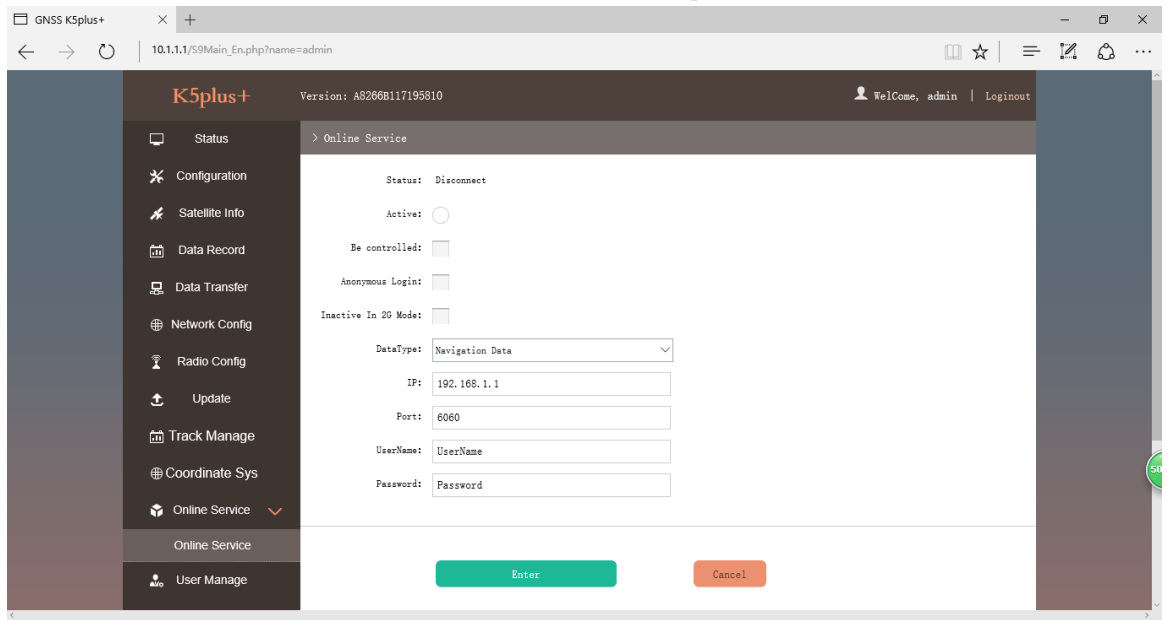 GNSS K5plus+
10.1.1.1/S9Main_En.php?name=admin
K5plus+
Version: A8266B117195810
WelCome, admin | Loginout
Status
> Online Service
Configuration
Satellite Info
Data Record
Data Transfer
Network Config
Radio Config
Update
Track Manage
Coordinate Sys
Online Service
Online Service
User Manage
Status: Disconnect
Active:
Be controlled:
Anonymous Login:
Inactive In 2G Mode:
DataType: Navigation Data
IP: 192.168.1.1
Port: 6060
UserName: UserName
Password: Password
Enter
Cancel
50